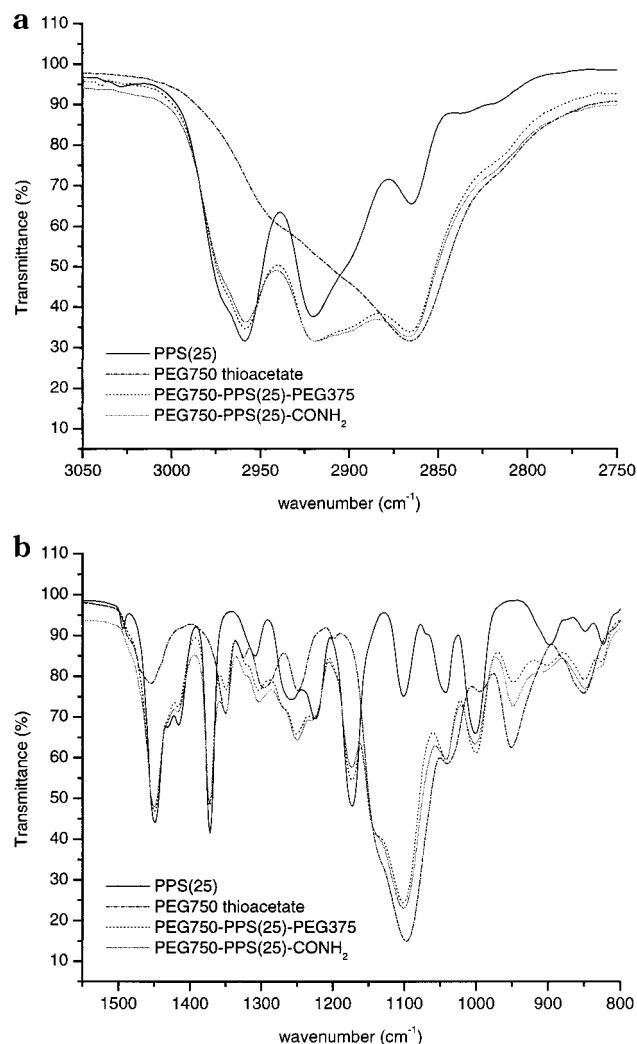 a
110
100
90
80
70
60
50
40
30
20
10
Transmittance (%)
PPS(25)
PEG750 thioacetate
PEG750-PPS(25)-PEG375
PEG750-PPS(25)-CONH₂
3050 3000 2950 2900 2850 2800 2750
wavenumber (cm⁻¹)
b
110
100
90
80
70
60
50
40
30
20
10
Transmittance (%)
PPS(25)
PEG750 thioacetate
PEG750-PPS(25)-PEG375
PEG750-PPS(25)-CONH₂
1500 1400 1300 1200 1100 1000 900 800
wavenumber (cm⁻¹)